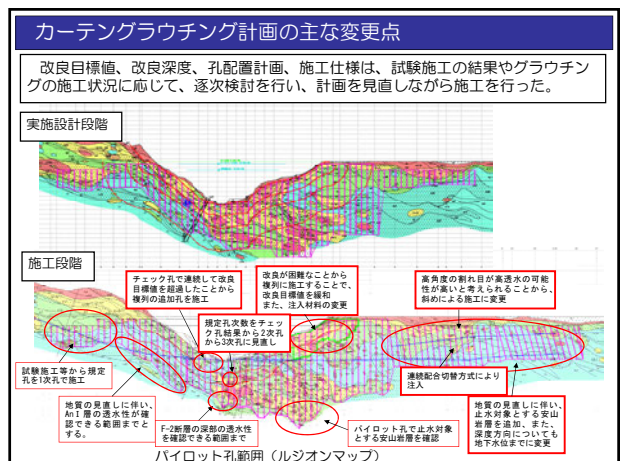 カーテングラウチング計画の主な変更点
改良目標値、改良深度、孔配置計画、施工仕様は、試験施工の結果やグラウチン
グの施工状況に応じて、逐次検討を行い、計画を見直しながら施工を行った。
実施設計段階
施工段階
チェック孔で連続して改良
目標値を超過したことから
複列の追加孔を施工
改良が困難なことから
複列に施工することで、
改良目標値を緩和
また、注入材料の変更
高角度の割れ目が高透水の可能
性が高いと考えられることから、
斜めによる施工に変更
規定孔次数をチェッ
ク孔結果から2次孔
から3次孔に見直し
試験施工等から規定
孔を1次孔で施工
連続配合切替方式により
注入
地質の見直しに伴い、
AnⅠ層の透水性が確
認できる範囲までと
する。
F-2断層の深部の透水性
を確認できる範囲まで
パイロット孔で止水対象
とする安山岩層を確認
地質の見直しに伴い、
止水対象とする安山
岩層を追加、また、
深度方向についても
地下水位までに変更
パイロット孔範囲（ルジオンマップ）